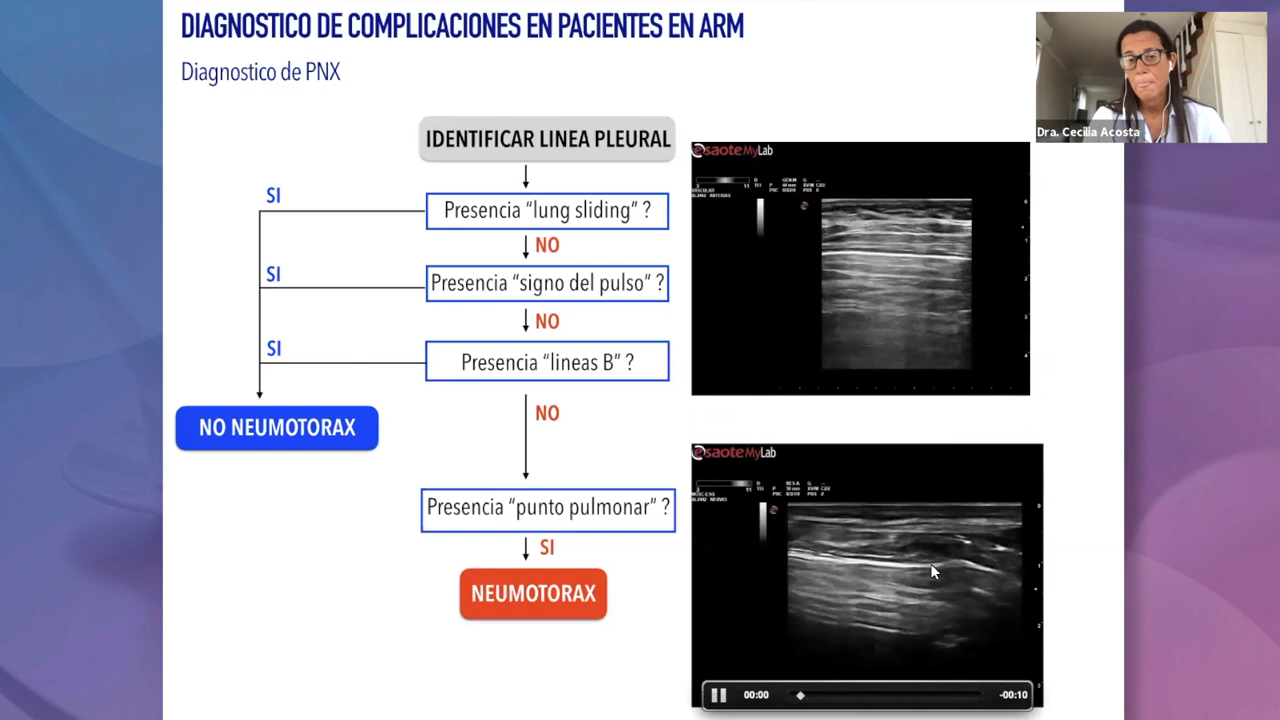 DIAGNOSTICO DE COMPLICACIONES EN PACIENTES EN ARM
Diagnostico de PNX
Dra. Cecilia Acosta
IDENTIFICAR LINEA PLEURAL
SI
Presencia “lung sliding” ?
NO
SI
Presencia “signo del pulso” ?
NO
SI
Presencia “lineas B” ?
NO
NO NEUMOTORAX
Presencia “punto pulmonar” ?
SI
NEUMOTORAX
esaote MyLab
esaote MyLab
00:00
-00:10